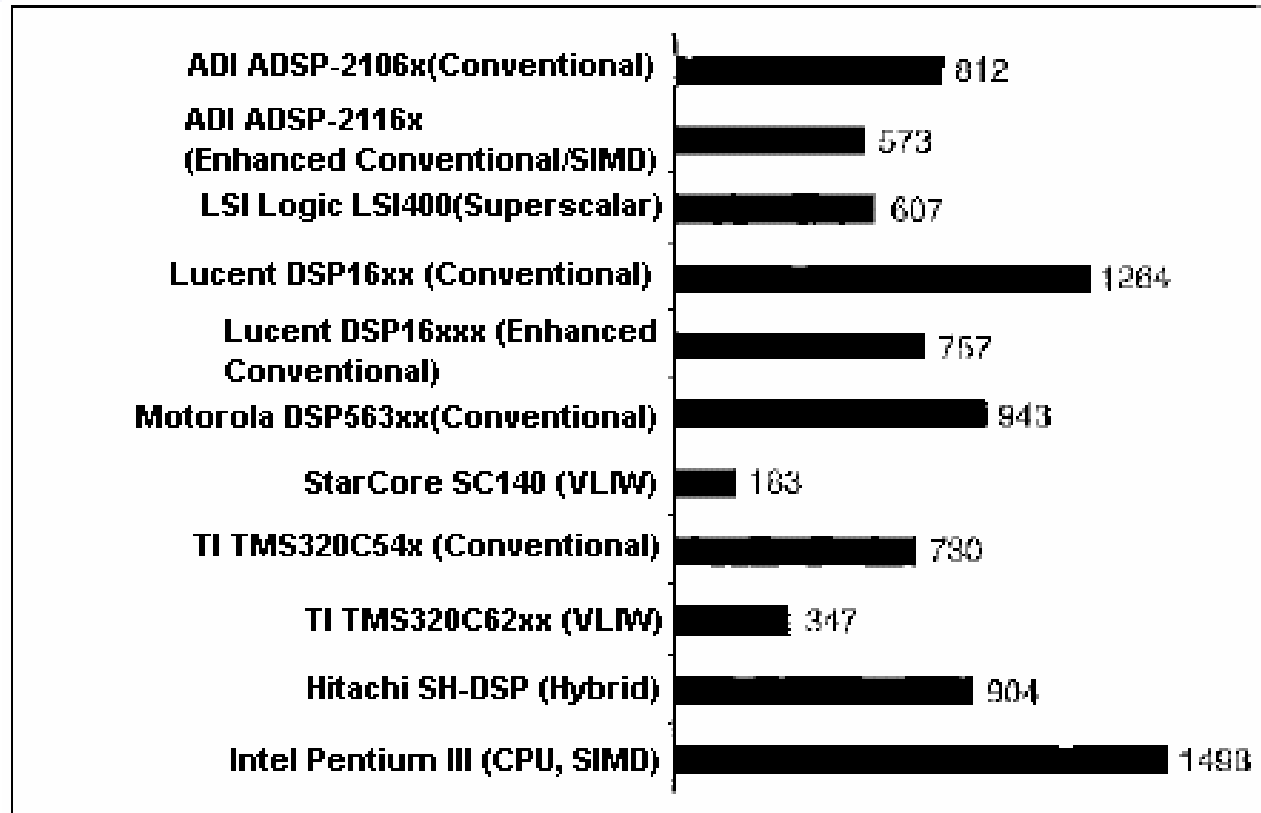 ADI ADSP-2106x(Conventional) 812
ADI ADSP-2116x
(Enhanced Conventional/SIMD) 573
LSI Logic LSI400(Superscalar) 607
Lucent DSP16xx (Conventional) 1264
Lucent DSP16xxx (Enhanced 757
Conventional)
Motorola DSP563xx(Conventional) 943
StarCore SC140 (VLIW) 183
TI TMS320C54x (Conventional) 730
TI TMS320C62xx (VLIW) 347
Hitachi SH-DSP (Hybrid) 904
Intel Pentium III (CPU, SIMD) 1498